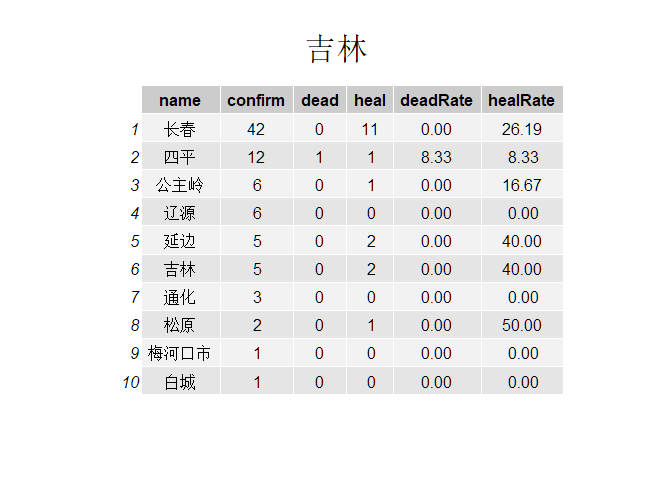 吉林
name confirm dead heal deadRate healRate
1 长春 42 0 11 0.00 26.19
2 四平 12 1 1 8.33 8.33
3 公主岭 6 0 1 0.00 16.67
4 辽源 6 0 0 0.00 0.00
5 延边 5 0 2 0.00 40.00
6 吉林 5 0 2 0.00 40.00
7 通化 3 0 0 0.00 0.00
8 松原 2 0 1 0.00 50.00
9 梅河口市 1 0 0 0.00 0.00
10 白城 1 0 0 0.00 0.00